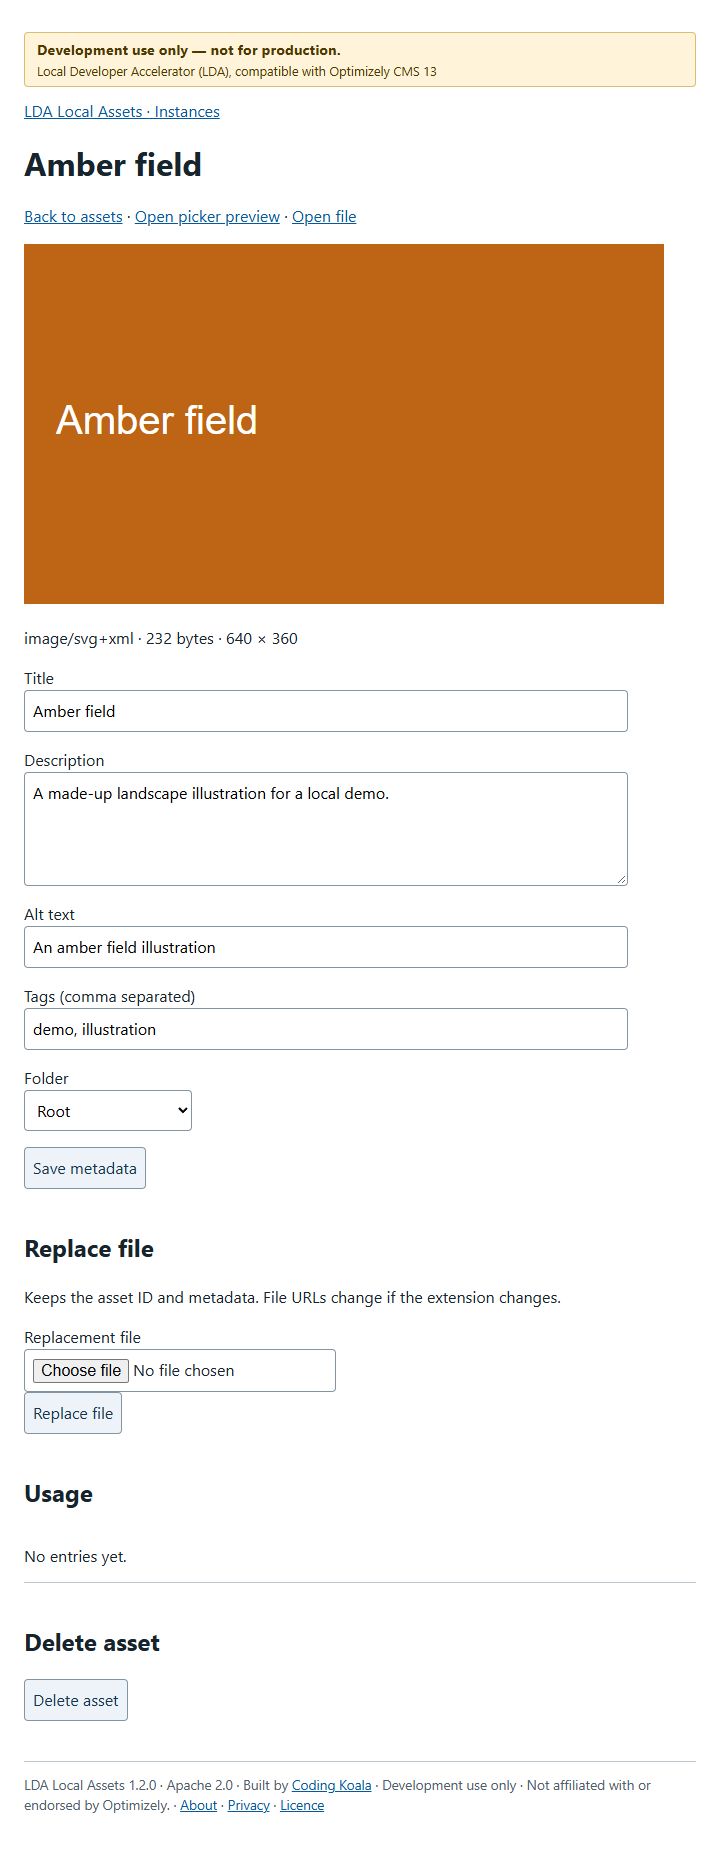 Development use only — not for production.
Local Developer Accelerator (LDA), compatible with Optimizely CMS 13
LDA Local Assets · Instances
Amber field
Back to assets · Open picker preview · Open file
Amber field
image/svg+xml · 232 bytes · 640 × 360
Title
Amber field
Description
A made-up landscape illustration for a local demo.
Alt text
An amber field illustration
Tags (comma separated)
demo, illustration
Folder
Root
Save metadata
Replace file
Keeps the asset ID and metadata. File URLs change if the extension changes.
Replacement file
Choose file No file chosen
Replace file
Usage
No entries yet.
Delete asset
Delete asset
LDA Local Assets 1.2.0 · Apache 2.0 · Built by Coding Koala · Development use only · Not affiliated with or
endorsed by Optimizely. · About · Privacy · Licence